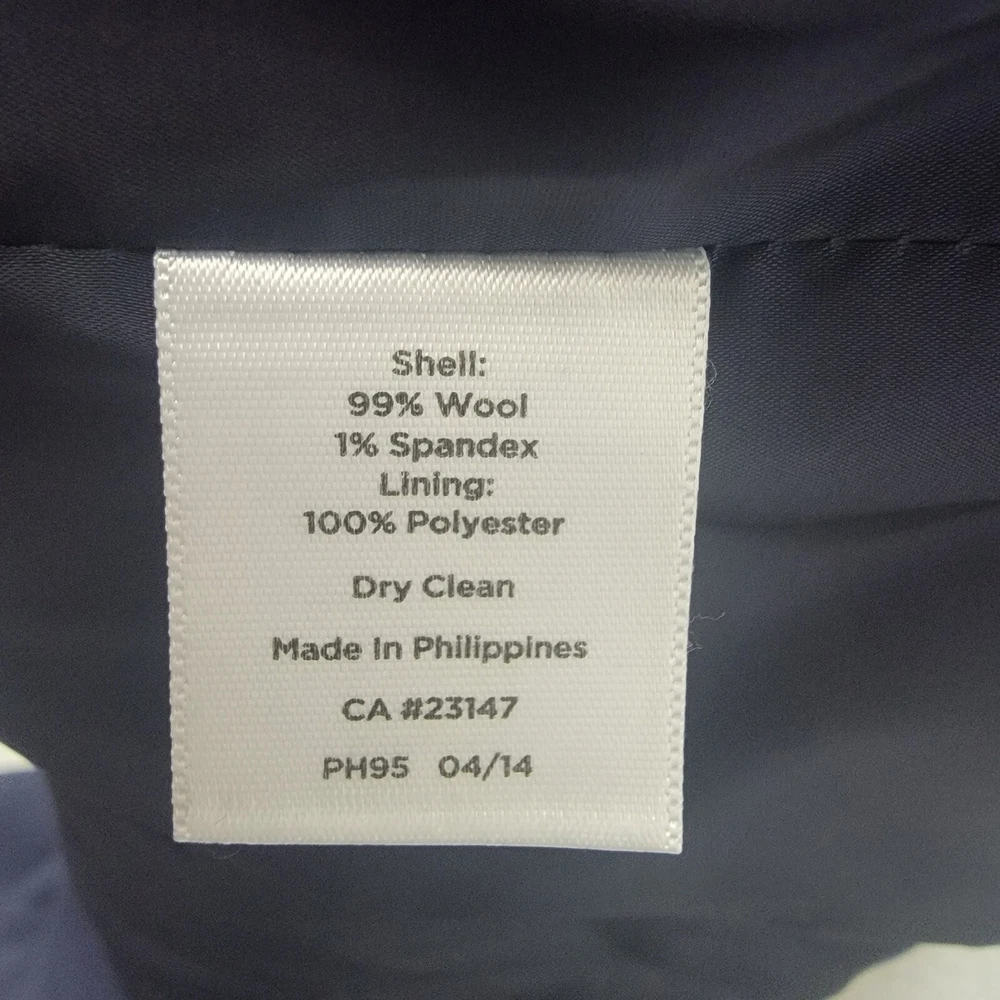 Shell:
99% Wool
1% Spandex
Lining:
100% Polyester
Dry Clean
Made In Philippines
CA #23147
PH95 04/14